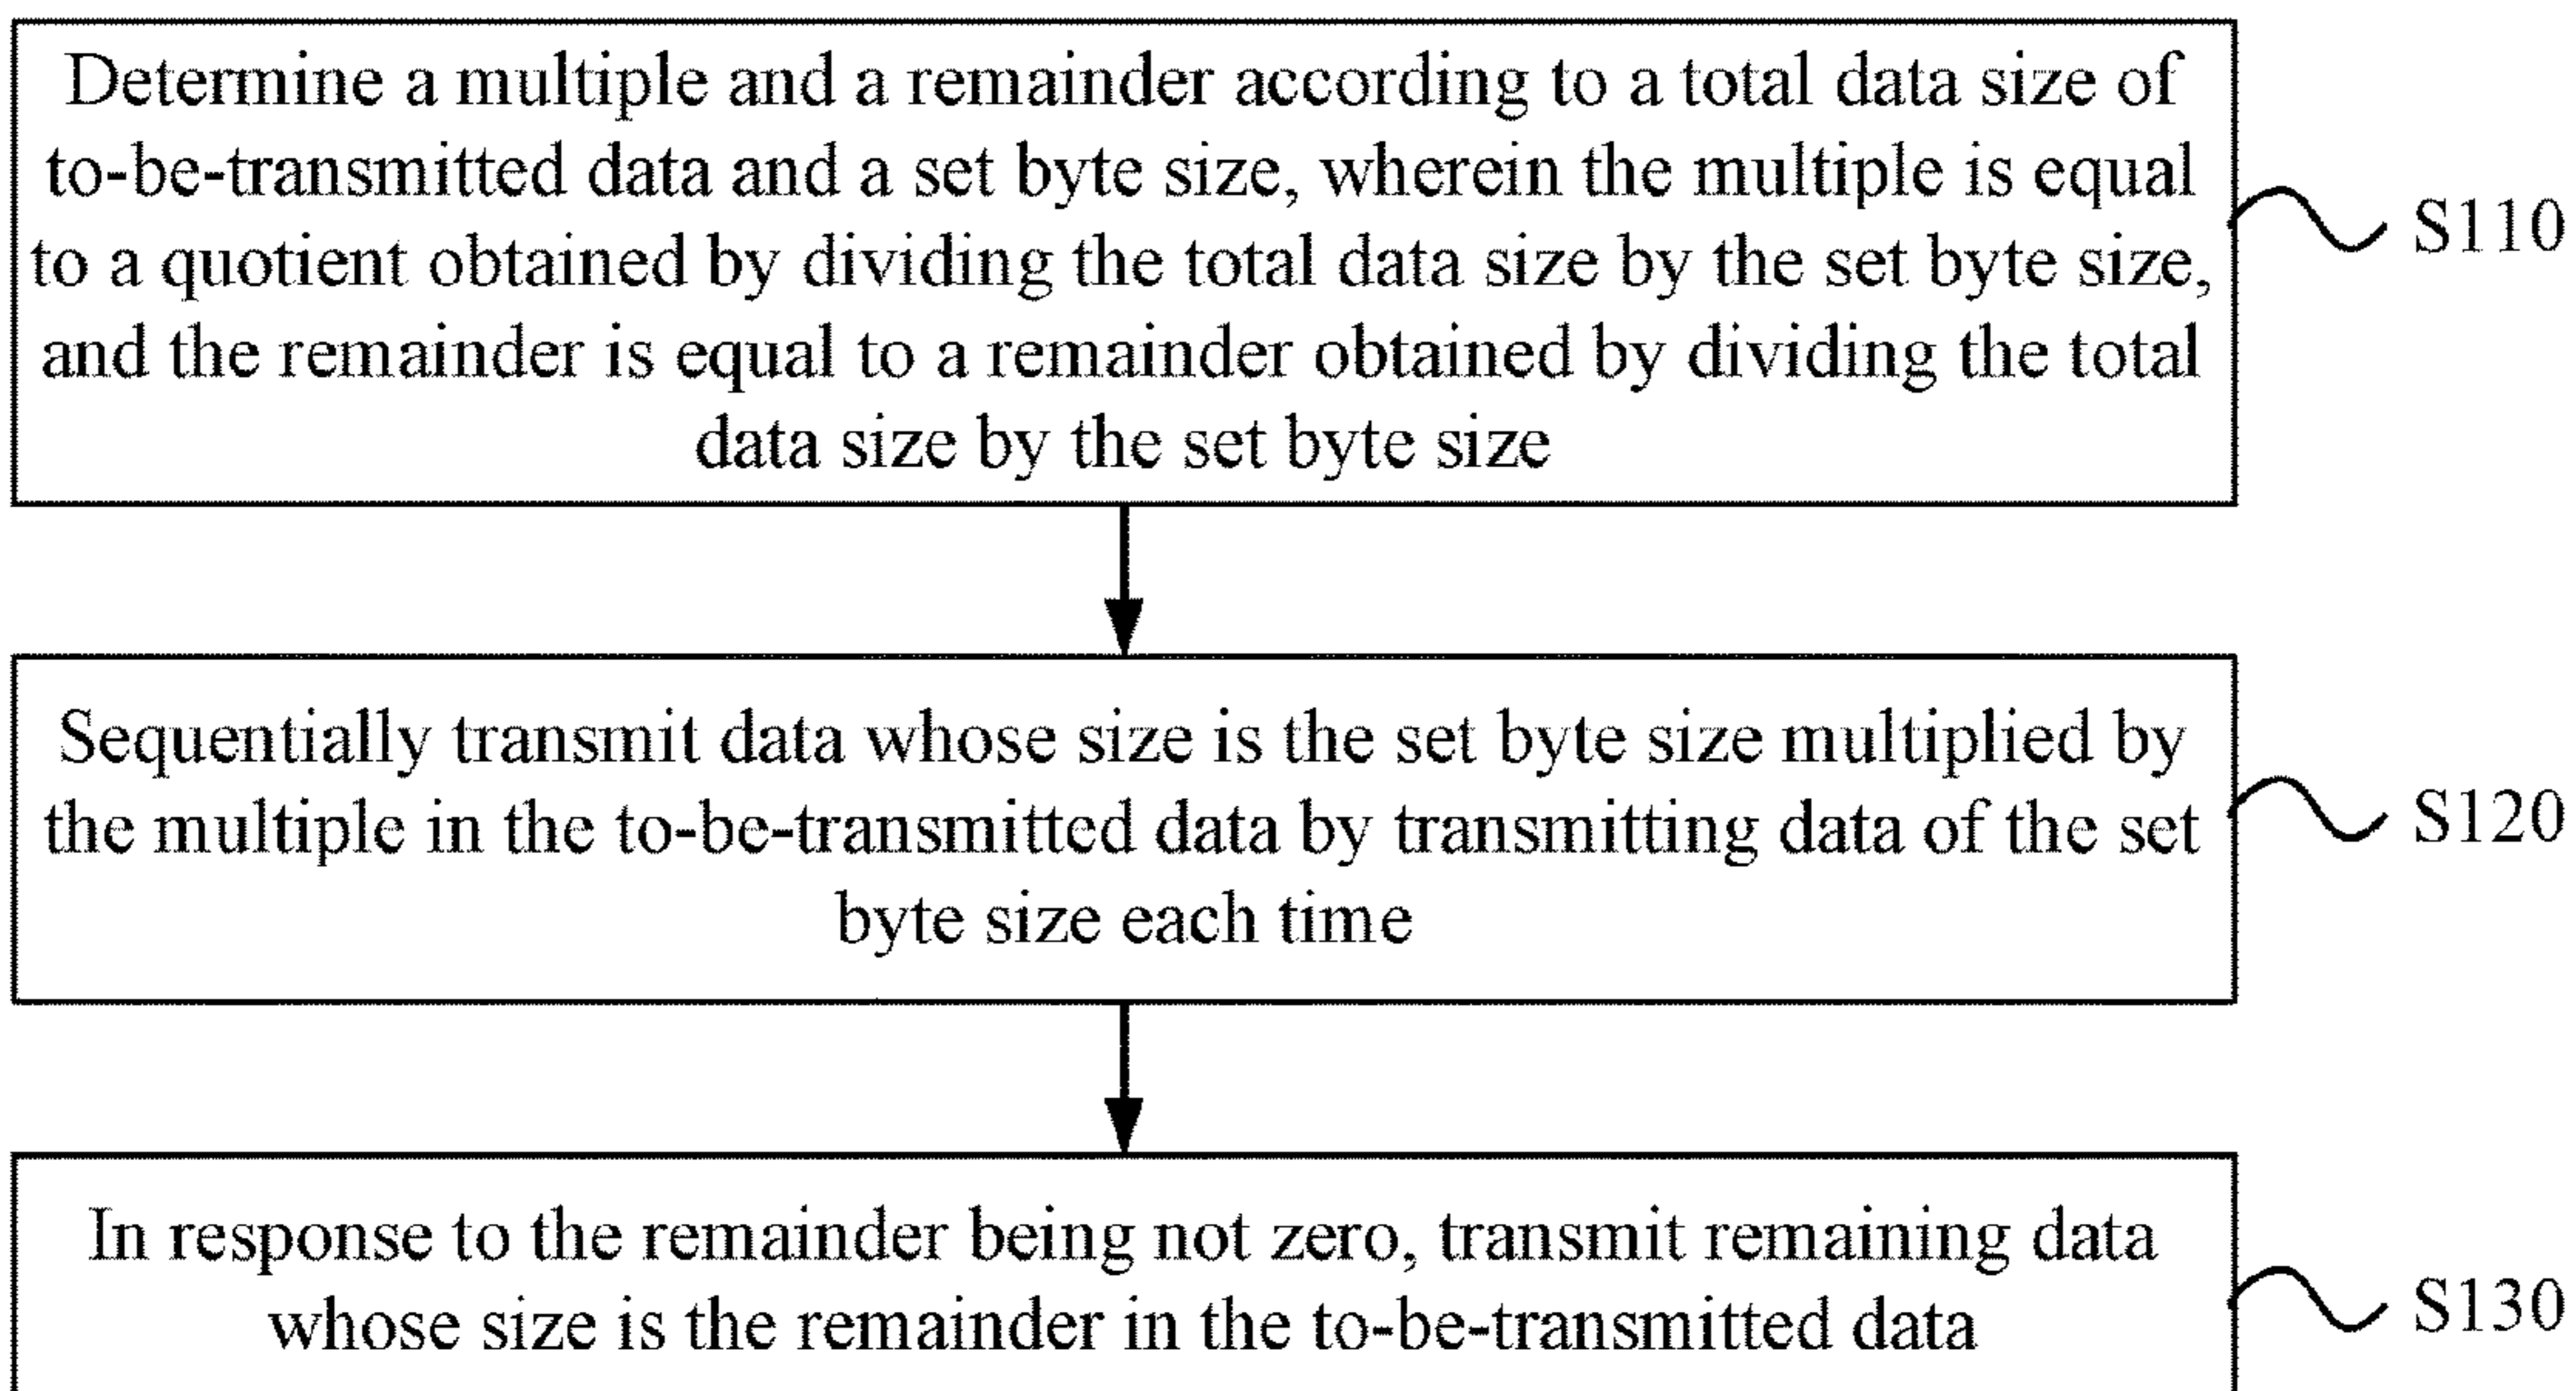 Determine a multiple and a remainder according to a total data size of
to-be-transmitted data and a set byte size, wherein the multiple is equal
to a quotient obtained by dividing the total data size by the set byte size,
and the remainder is equal to a remainder obtained by dividing the total
data size by the set byte size
S110
Sequentially transmit data whose size is the set byte size multiplied by
the multiple in the to-be-transmitted data by transmitting data of the set
byte size each time
S120
In response to the remainder being not zero, transmit remaining data
whose size is the remainder in the to-be-transmitted data
S130